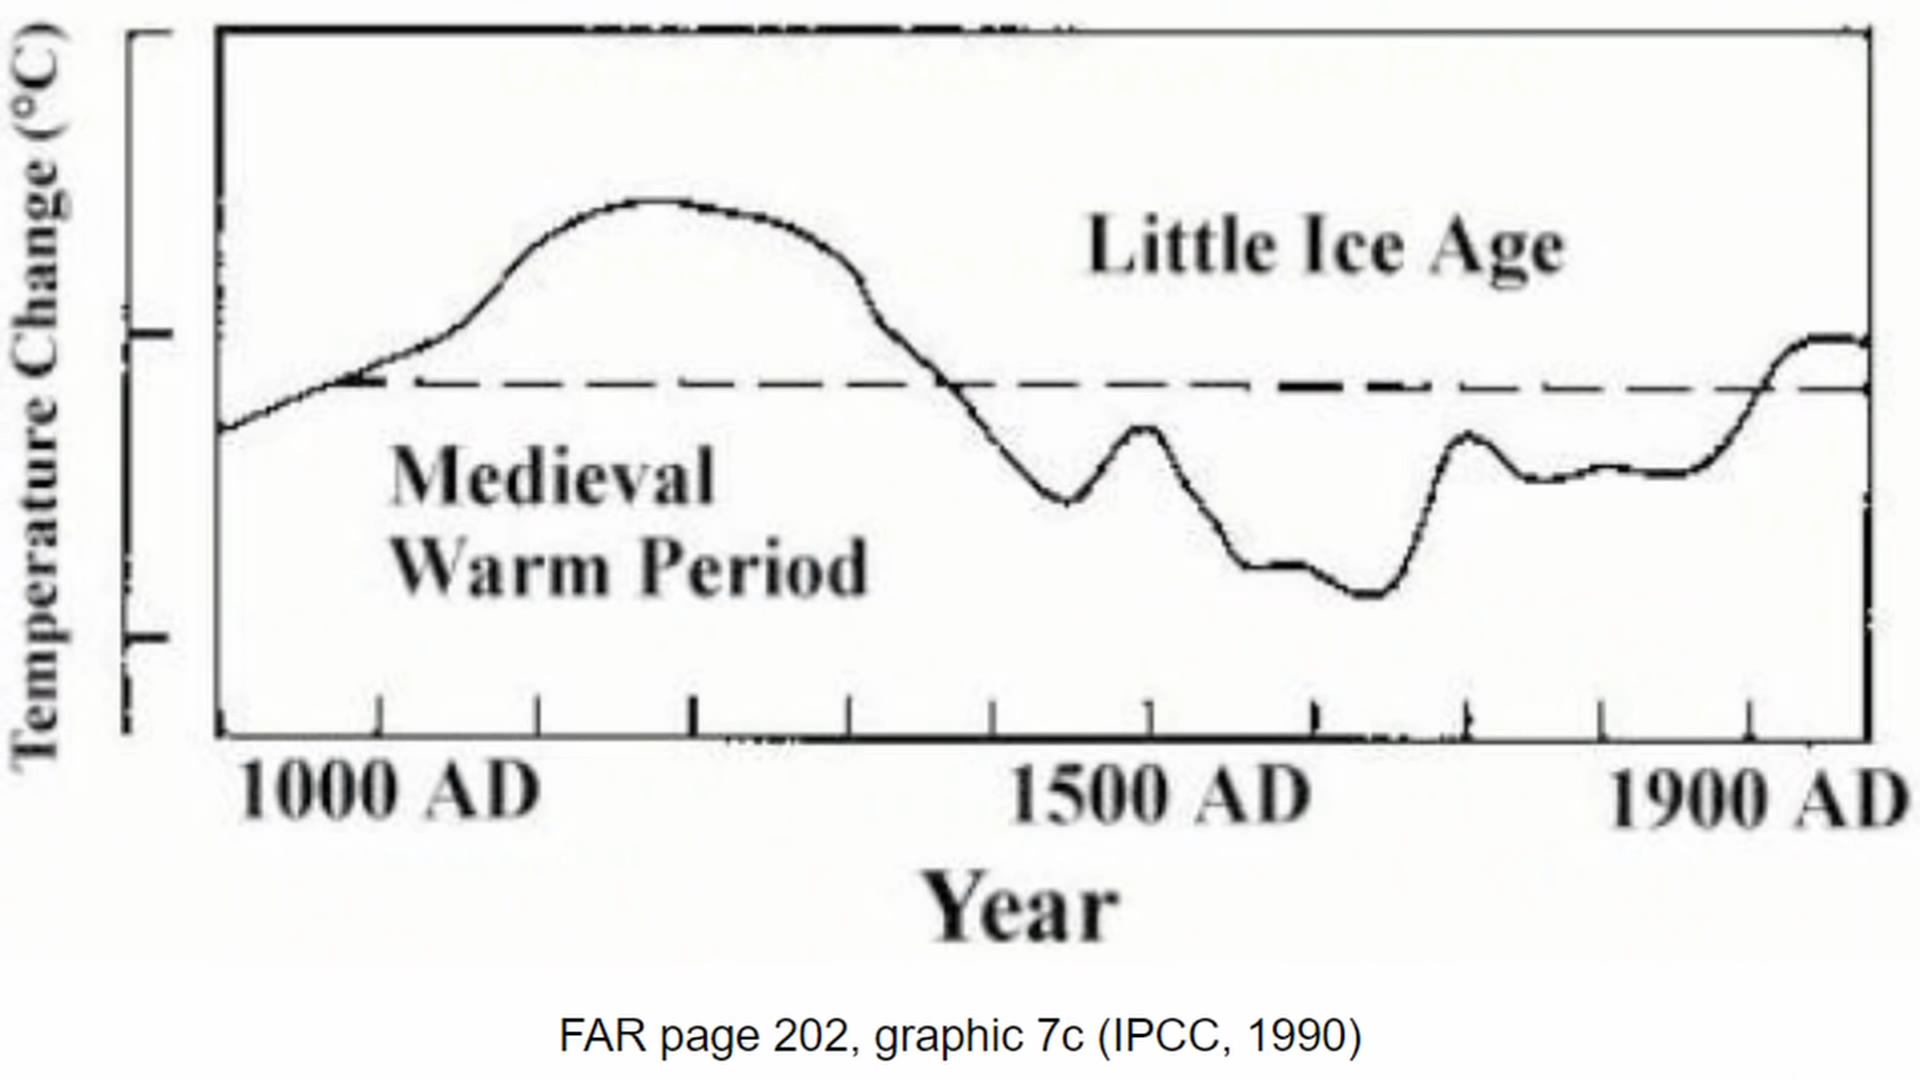 Temperature Change (°C)
Little Ice Age
Medieval
Warm Period
1000 AD
1500 AD
1900 AD
Year
FAR page 202, graphic 7c (IPCC, 1990)